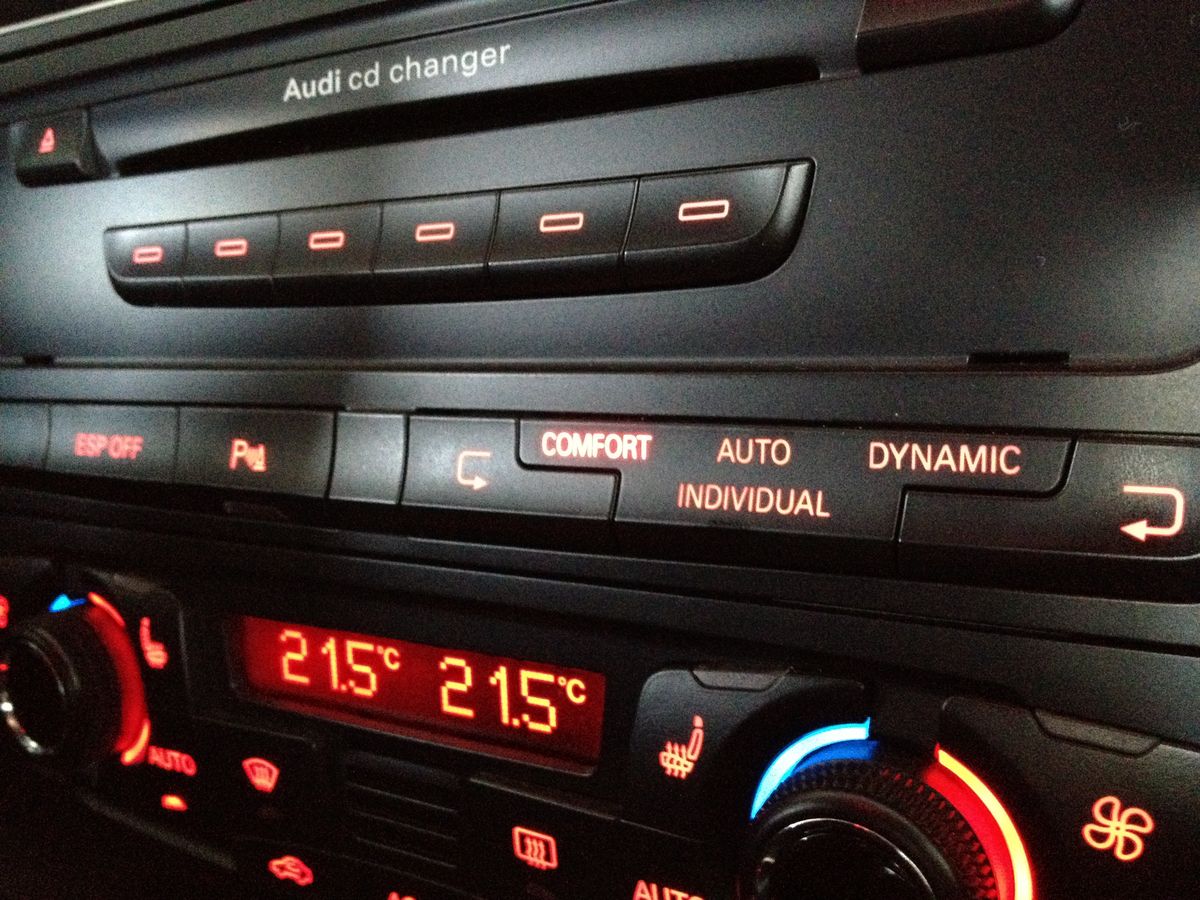 Audi cd changer
ESP OFF
P
COMFORT AUTO DYNAMIC
INDIVIDUAL
21.5°C 21.5°C
AUTO
AUTO